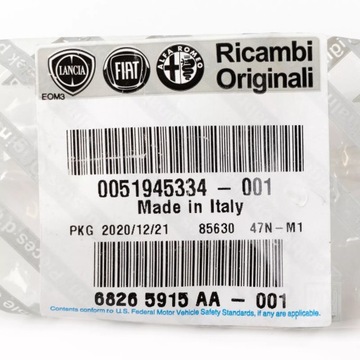 LANCIA
FIAT
ALFA ROMEO
Ricambi
Originali
EOM3
0051945334 - 001
Made in Italy
PKG 2020/12/21 85630 47N-M1
6826 5915 AA - 001
Contents conform to U.S. Federal Motor Vehicle Safety Standards, if any are applicable.